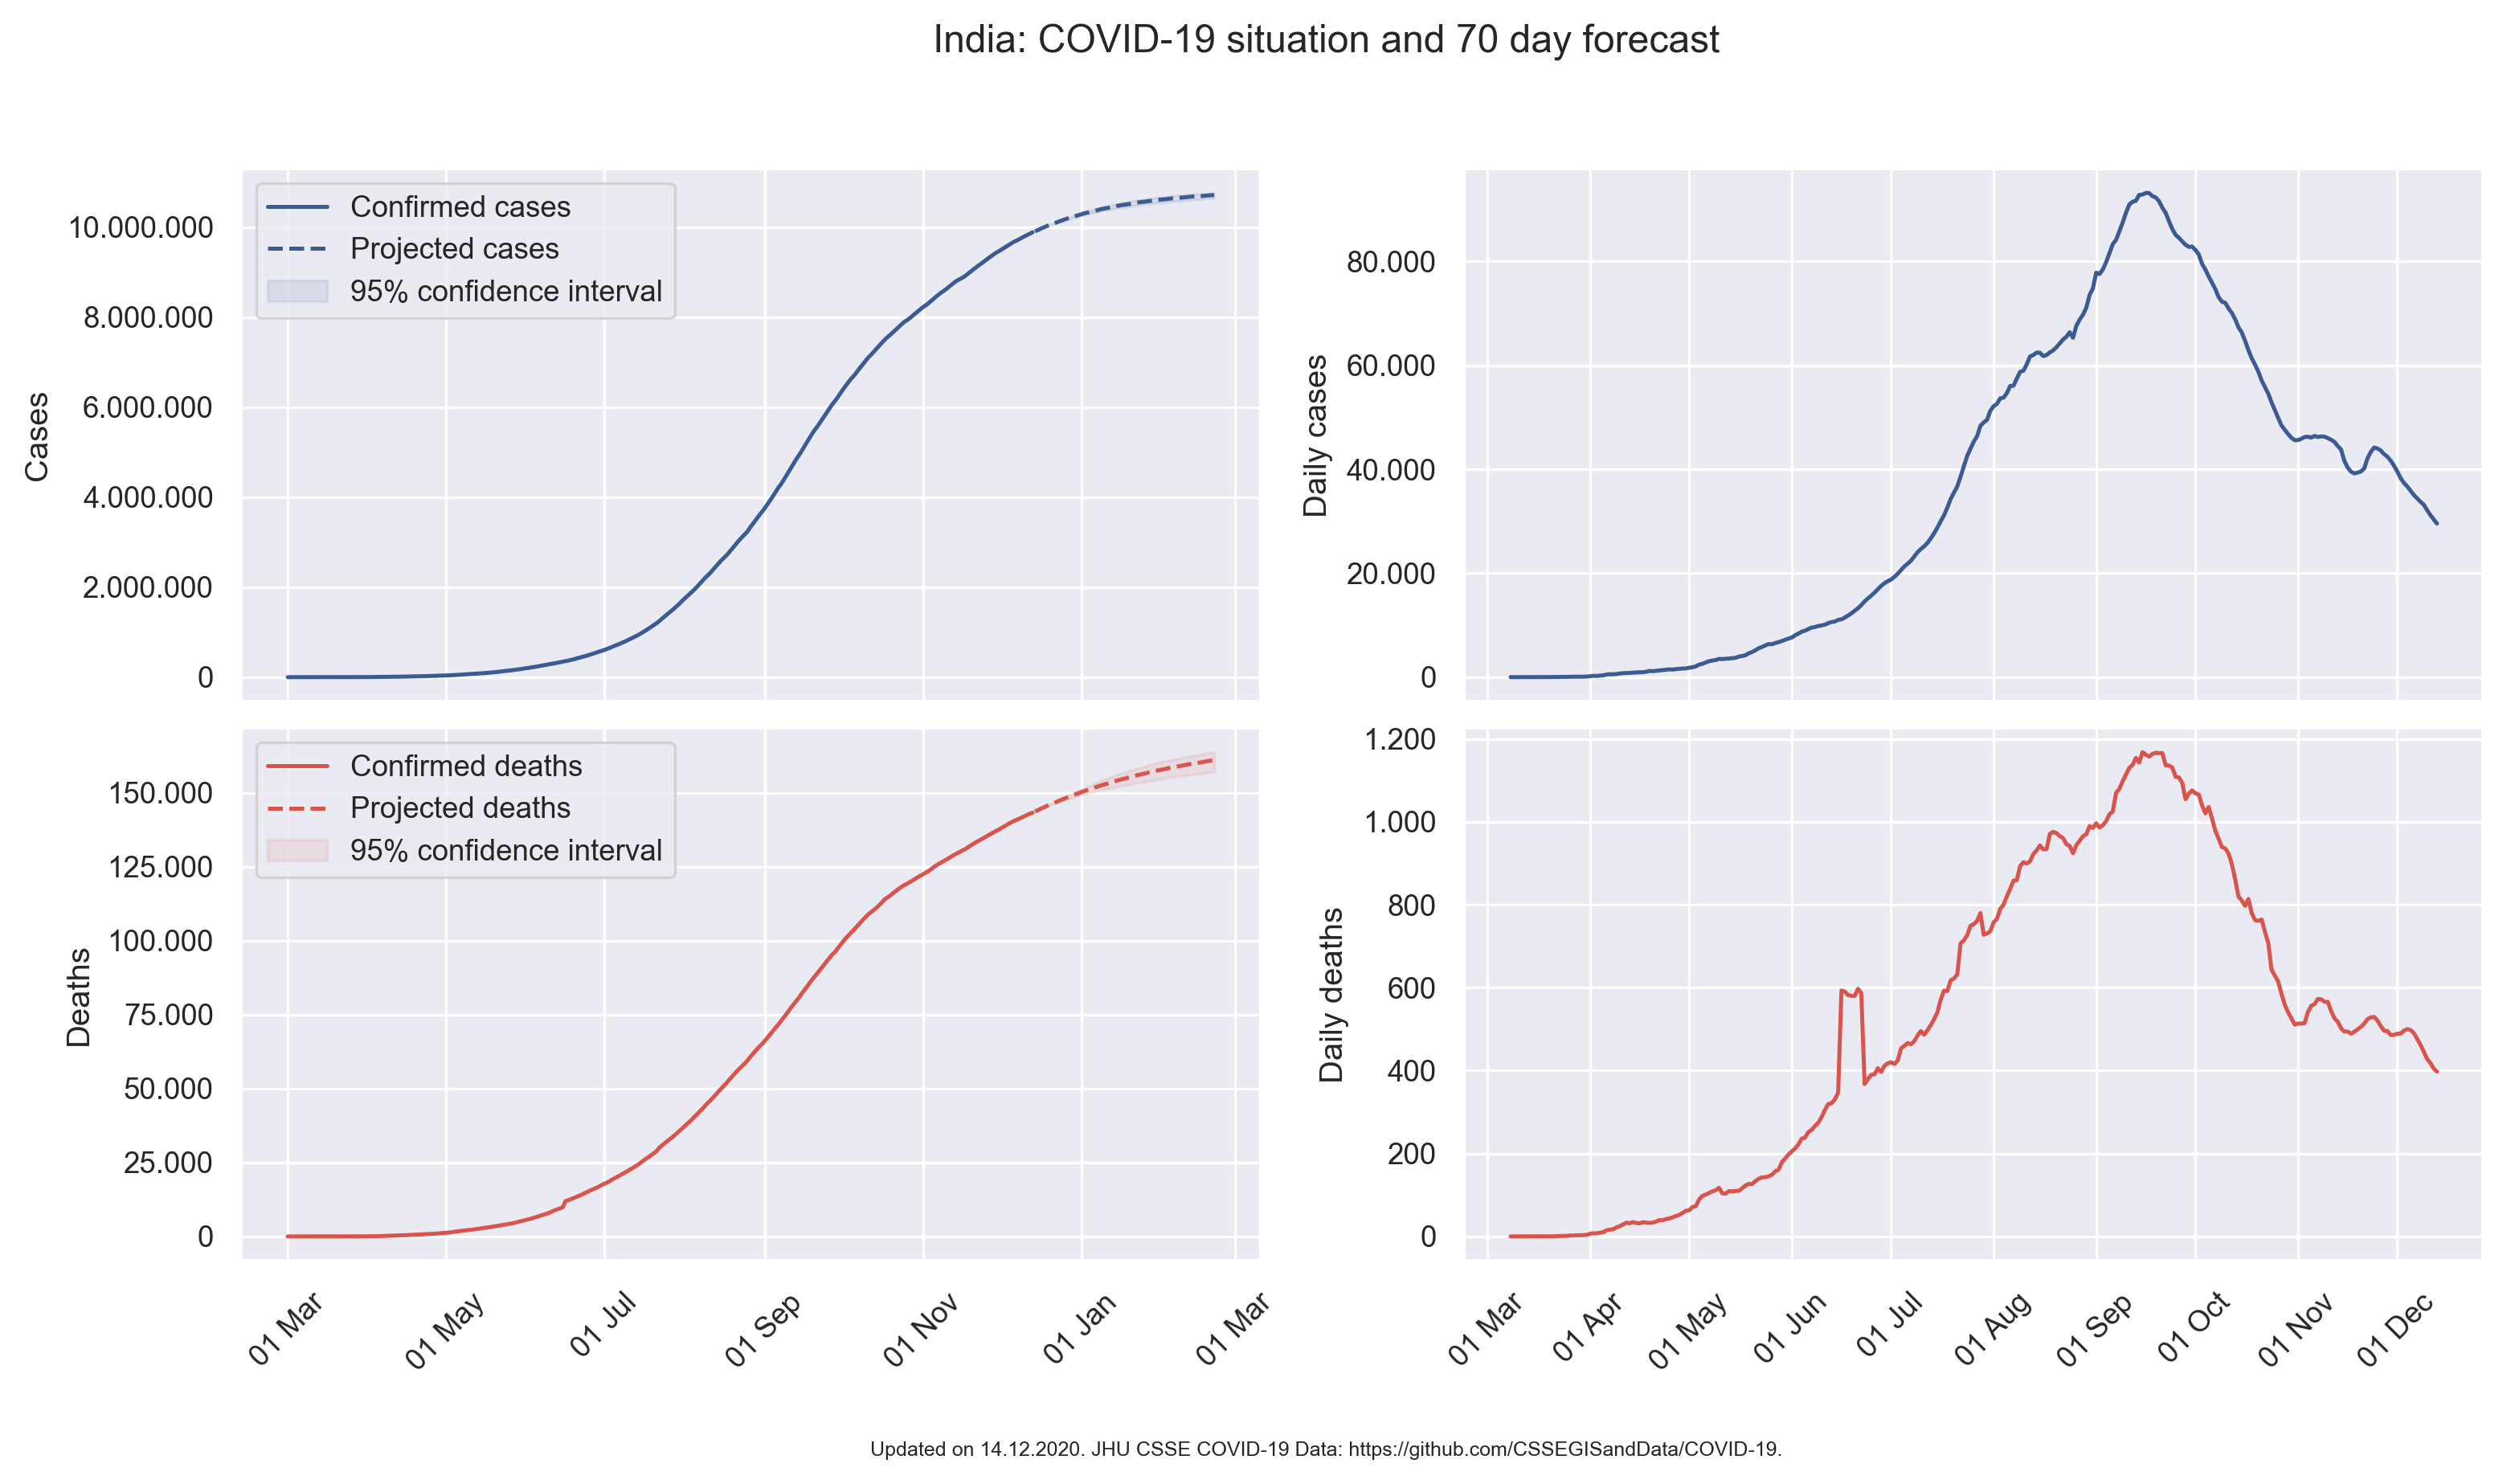 India: COVID-19 situation and 70 day forecast
Confirmed cases
Projected cases
95% confidence interval
Cases
10.000.000
8.000.000
6.000.000
4.000.000
2.000.000
0
Daily cases
80.000
60.000
40.000
20.000
0
Confirmed deaths
Projected deaths
95% confidence interval
Deaths
150.000
125.000
100.000
75.000
50.000
25.000
0
01 Mar
01 May
01 Jul
01 Sep
01 Nov
01 Jan
01 Mar
Daily deaths
1.200
1.000
800
600
400
200
0
01 Mar
01 Apr
01 May
01 Jun
01 Jul
01 Aug
01 Sep
01 Oct
01 Nov
01 Dec
Updated on 14.12.2020. JHU CSSE COVID-19 Data: https://github.com/CSSEGISandData/COVID-19.